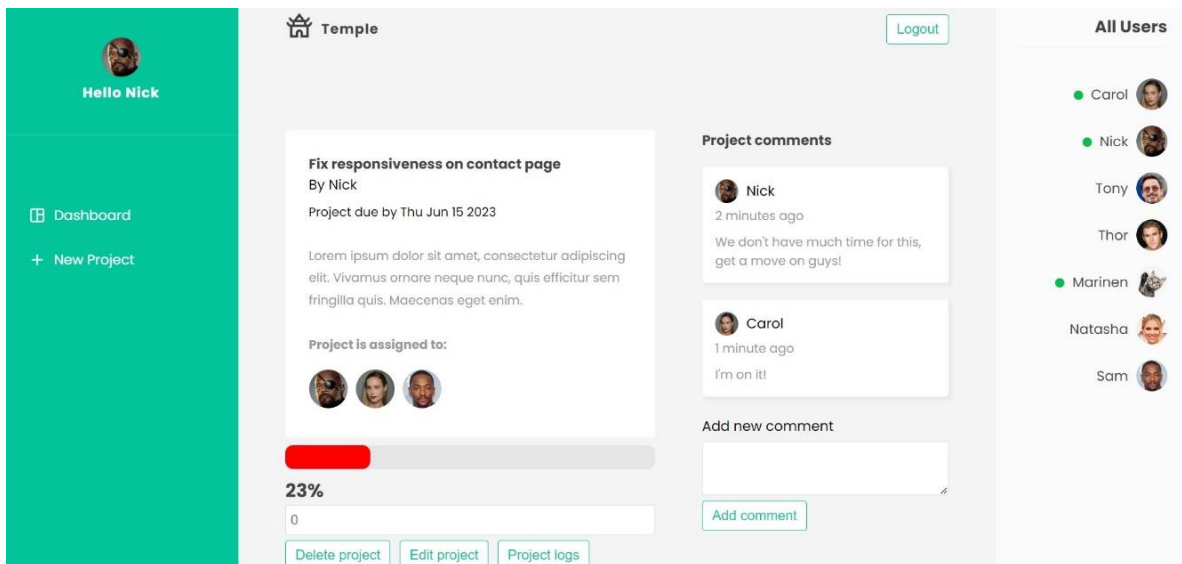 Hello Nick
Dashboard
New Project
Temple
Logout
Fix responsiveness on contact page
By Nick
Project due by Thu Jun 15 2023
Lorem ipsum dolor sit amet, consectetur adipiscing
elit. Vivamus ornare neque nunc, quis efficitur sem
fringilla quis. Maecenas eget enim.
Project is assigned to:
23%
0
Delete project
Edit project
Project logs
Project comments
Nick
2 minutes ago
We don't have much time for this,
get a move on guys!
Carol
1 minute ago
I'm on it!
Add new comment
Add comment
All Users
Carol
Nick
Tony
Thor
Marinen
Natasha
Sam